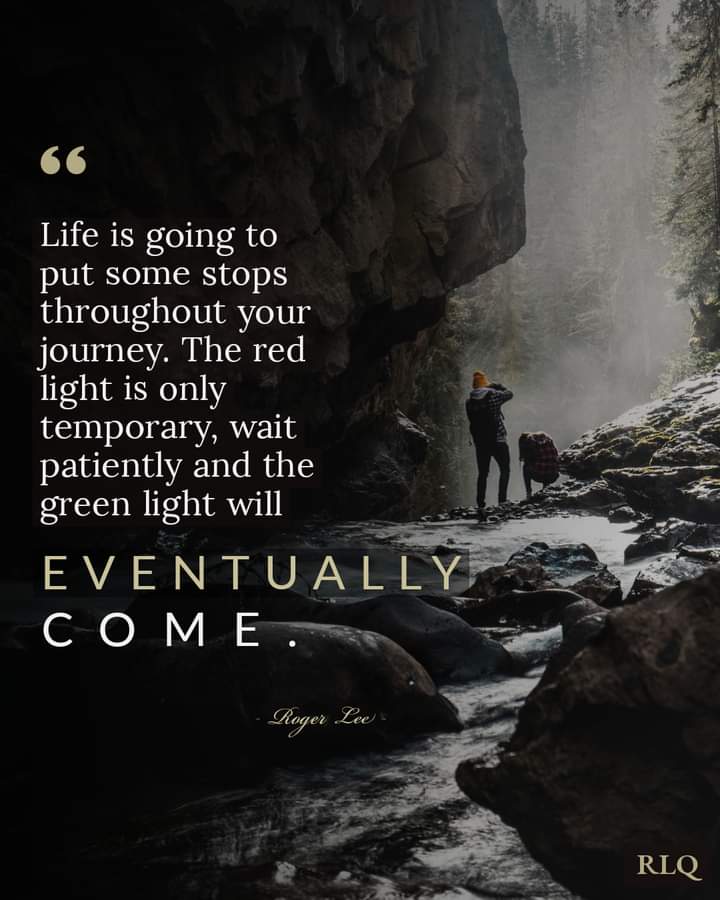 “
Life is going to
put some stops
throughout your
journey. The red
light is only
temporary, wait
patiently and the
green light will
EVENTUALLY
COME.
- Roger Lee -
RLQ